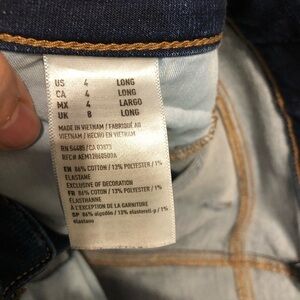 US 4 LONG
CA 4 LONG
MX 4 LARGO
UK 8 LONG
MADE IN VIETNAM / FABRIQUÉ AU
VIETNAM / HECHO EN VIETNAM
RN 54485/ CA 03973
RFC#
EN 86% COTTON / 13% POLYESTER / 1%
ELASTANE
EXCLUSIVE OF DECORATION
FR 86% COTON / 13% POLYESTER / 1%
ÉLASTHANNE
À L'EXCEPTION DE LA GARNITURE
SP 86% algodón / 13% / 1%
elastano